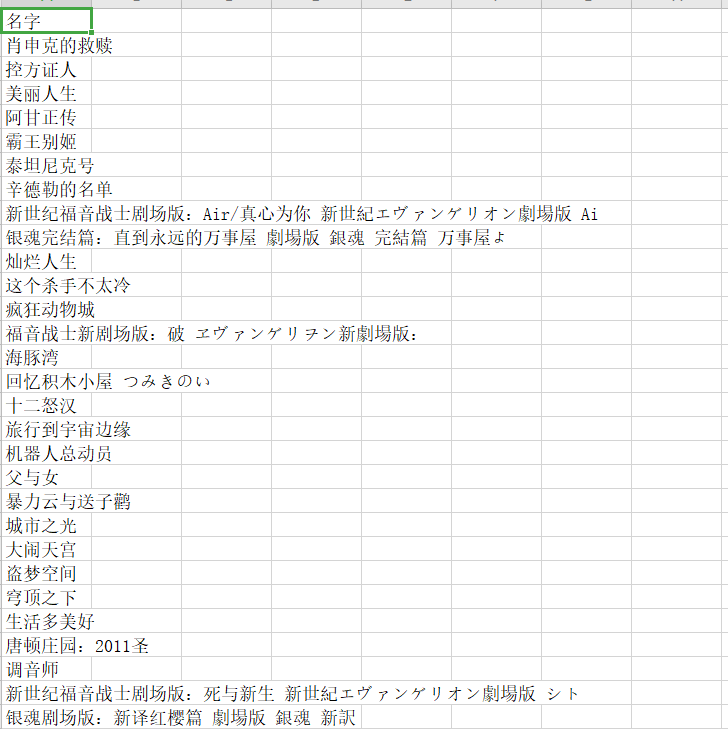 名字
肖申克的救赎
控方证人
美丽人生
阿甘正传
霸王别姬
泰坦尼克号
辛德勒的名单
新世纪福音战士剧场版：Air/真心为你 新世紀エヴァンゲリオン劇場版 Ai
银魂完结篇：直到永远的万事屋 劇場版 銀魂 完結篇 万事屋よ
灿烂人生
这个杀手不太冷
疯狂动物城
福音战士新剧场版：破 ヱヴァンゲリヲン新劇場版:
海豚湾
回忆积木小屋 つみきのい
十二怒汉
旅行到宇宙边缘
机器人总动员
父与女
暴力云与送子鹳
城市之光
大闹天宫
盗梦空间
穹顶之下
生活多美好
唐顿庄园：2011圣
调音师
新世纪福音战士剧场版：死与新生 新世紀エヴァンゲリオン劇場版 シト
银魂剧场版：新译红樱篇 劇場版 銀魂 新訳